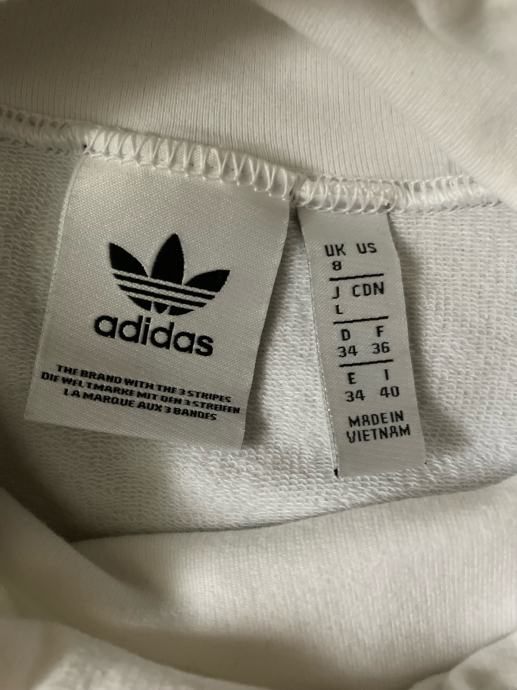 adidas
THE BRAND WITH THE 3 STRIPES
DIE WELTMARKE MIT DEN 3 STREIFEN
LA MARQUE AUX 3 BANDES
UK US
8
J CDN
L
D F
34 36
E I
34 40
MADE IN
VIETNAM